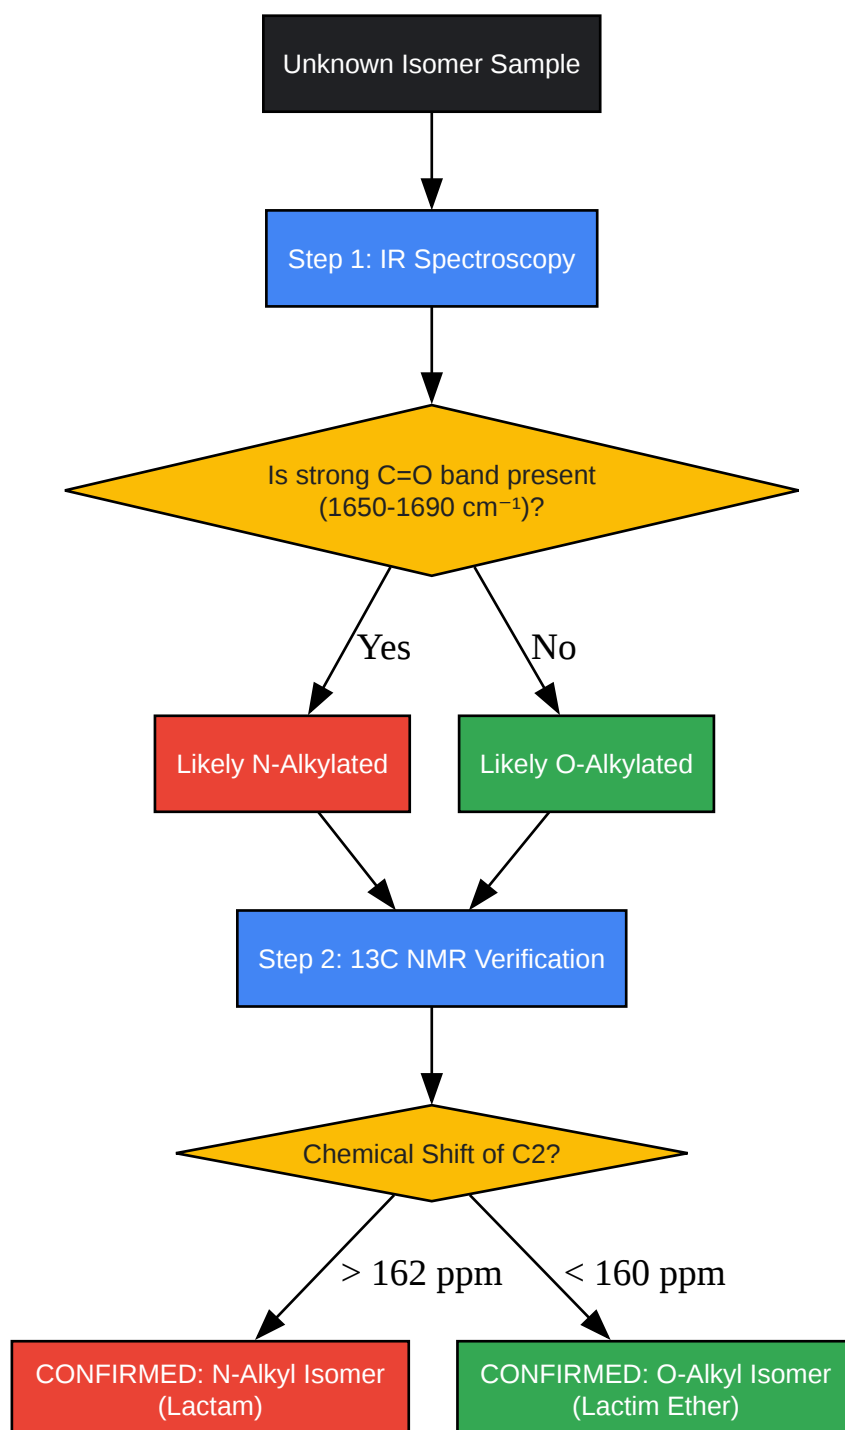 Unknown Isomer Sample
Step 1: IR Spectroscopy
Is strong C=O band present
(1650-1690 cm⁻¹)?
Yes
No
Likely N-Alkylated
Likely O-Alkylated
Step 2: 13C NMR Verification
Chemical Shift of C2?
> 162 ppm
< 160 ppm
CONFIRMED: N-Alkyl Isomer
(Lactam)
CONFIRMED: O-Alkyl Isomer
(Lactim Ether)